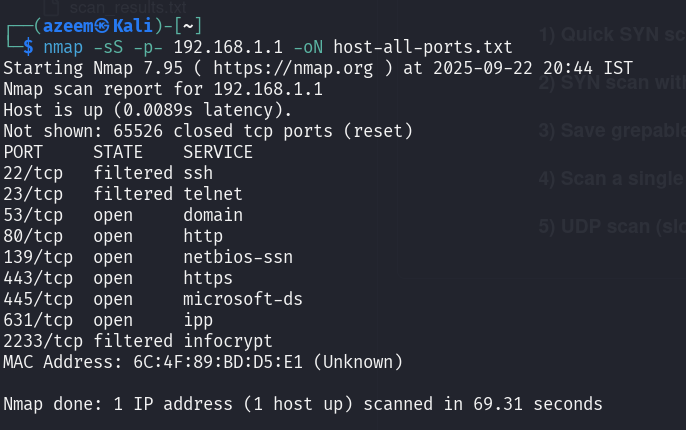 scan_results.txt
┌──(azeem㉿Kali)-[~]
└─$ nmap -sS -p- 192.168.1.1 -oN host-all-ports.txt
Starting Nmap 7.95 ( https://nmap.org ) at 2025-09-22 20:44 IST
Nmap scan report for 192.168.1.1
Host is up (0.0089s latency).
Not shown: 65526 closed tcp ports (reset)
PORT     STATE    SERVICE
22/tcp   filtered ssh
23/tcp   filtered telnet
53/tcp   open     domain
80/tcp   open     http
139/tcp  open     netbios-ssn
443/tcp  open     https
445/tcp  open     microsoft-ds
631/tcp  open     ipp
2233/tcp filtered infocrypt
MAC Address: 6C:4F:89:BD:D5:E1 (Unknown)
Nmap done: 1 IP address (1 host up) scanned in 69.31 seconds
1) Quick SYN sc
2) SYN scan with
3) Save grepable
4) Scan a single
5) UDP scan (slo